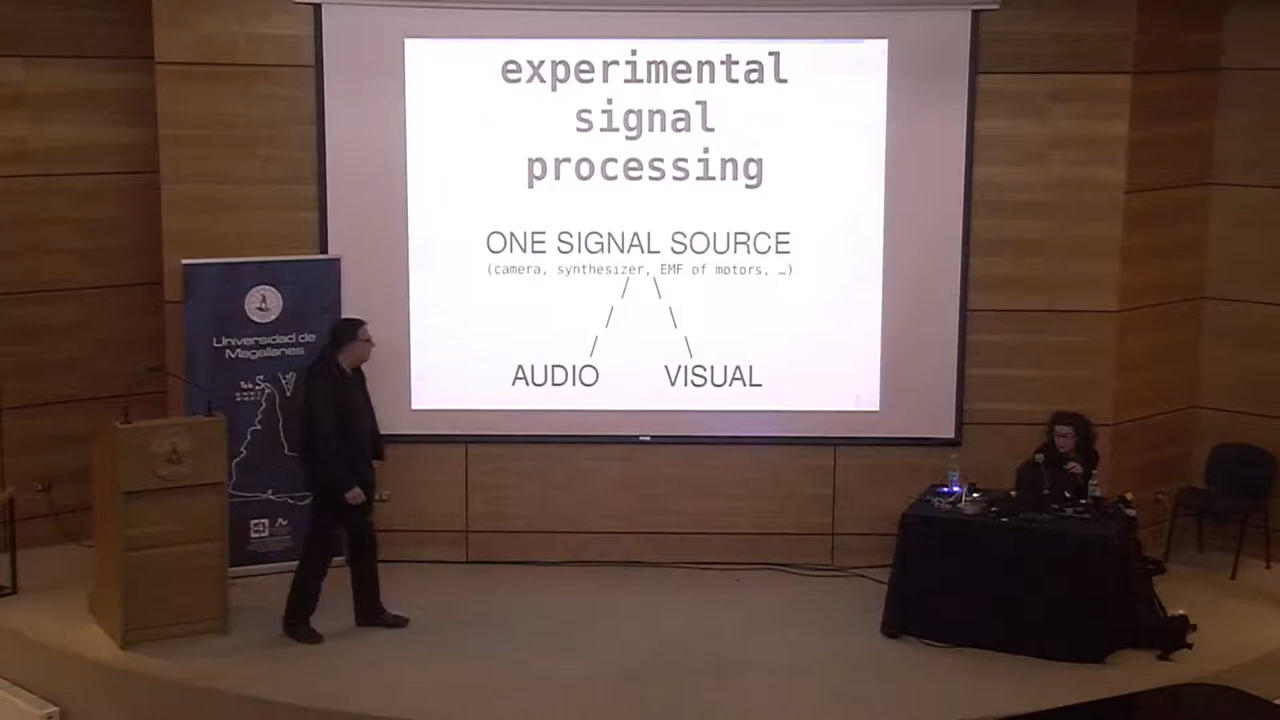 experimental
signal
processing
ONE SIGNAL SOURCE
(camera, synthesizer, EMF of motors, …)
AUDIO VISUAL
Universidad de
Magallanes